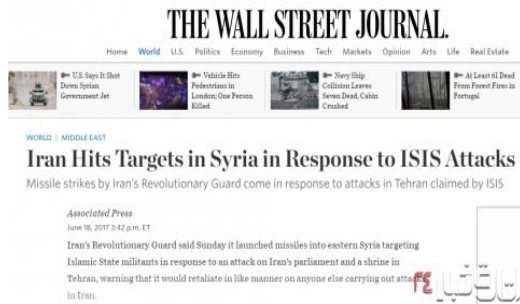 THE WALL STREET JOURNAL.
Home World U.S. Politics Economy Business Tech Markets Opinion Arts Life Real Estate
U.S. Says It Shot
Down Syrian
Government Jet
Vehicle Hits
Pedestrians in
London; One Person
Killed
Navy Ship
Collision Leaves
Seven Dead, Cabin
Crushed
At Least 61 Dead
From Forest Fires in
Portugal
WORLD | MIDDLE EAST
Iran Hits Targets in Syria in Response to ISIS Attacks
Missile strikes by Iran's Revolutionary Guard come in response to attacks in Tehran claimed by ISIS
Associated Press
June 18, 2017 3:42 p.m. ET
Iran's Revolutionary Guard said Sunday it launched missiles into eastern Syria targeting
Islamic State militants in response to an attack on Iran's parliament and a shrine in
Tehran, warning that it would retaliate in like manner on anyone else carrying out attacks
in Iran.